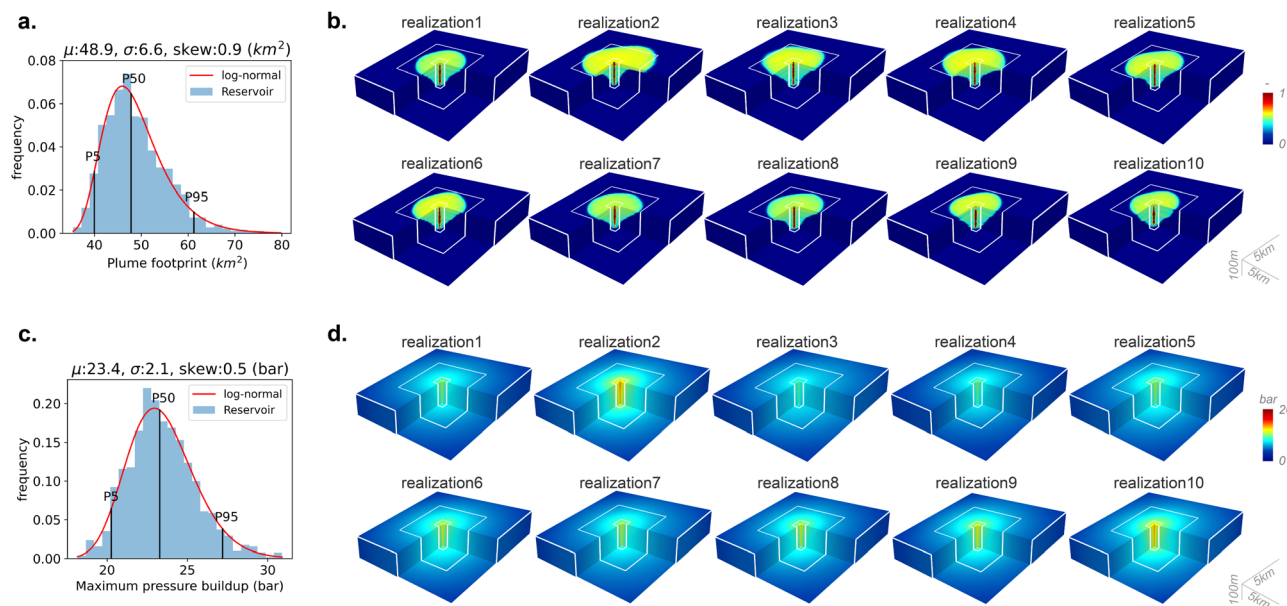 a.
μ:48.9, σ:6.6, skew:0.9 (km²)
0.08
0.06
0.04
0.02
0.00
frequency
P5
P50
P95
log-normal
Reservoir
40
50
60
70
80
Plume footprint (km²)
b.
realization1
realization2
realization3
realization4
realization5
realization6
realization7
realization8
realization9
realization10
-
1
0
100m
5km
5km
c.
μ:23.4, σ:2.1, skew:0.5 (bar)
0.20
0.15
0.10
0.05
0.00
frequency
P5
P50
P95
log-normal
Reservoir
20
25
30
Maximum pressure buildup (bar)
d.
realization1
realization2
realization3
realization4
realization5
realization6
realization7
realization8
realization9
realization10
bar
20
0
100m
5km
5km